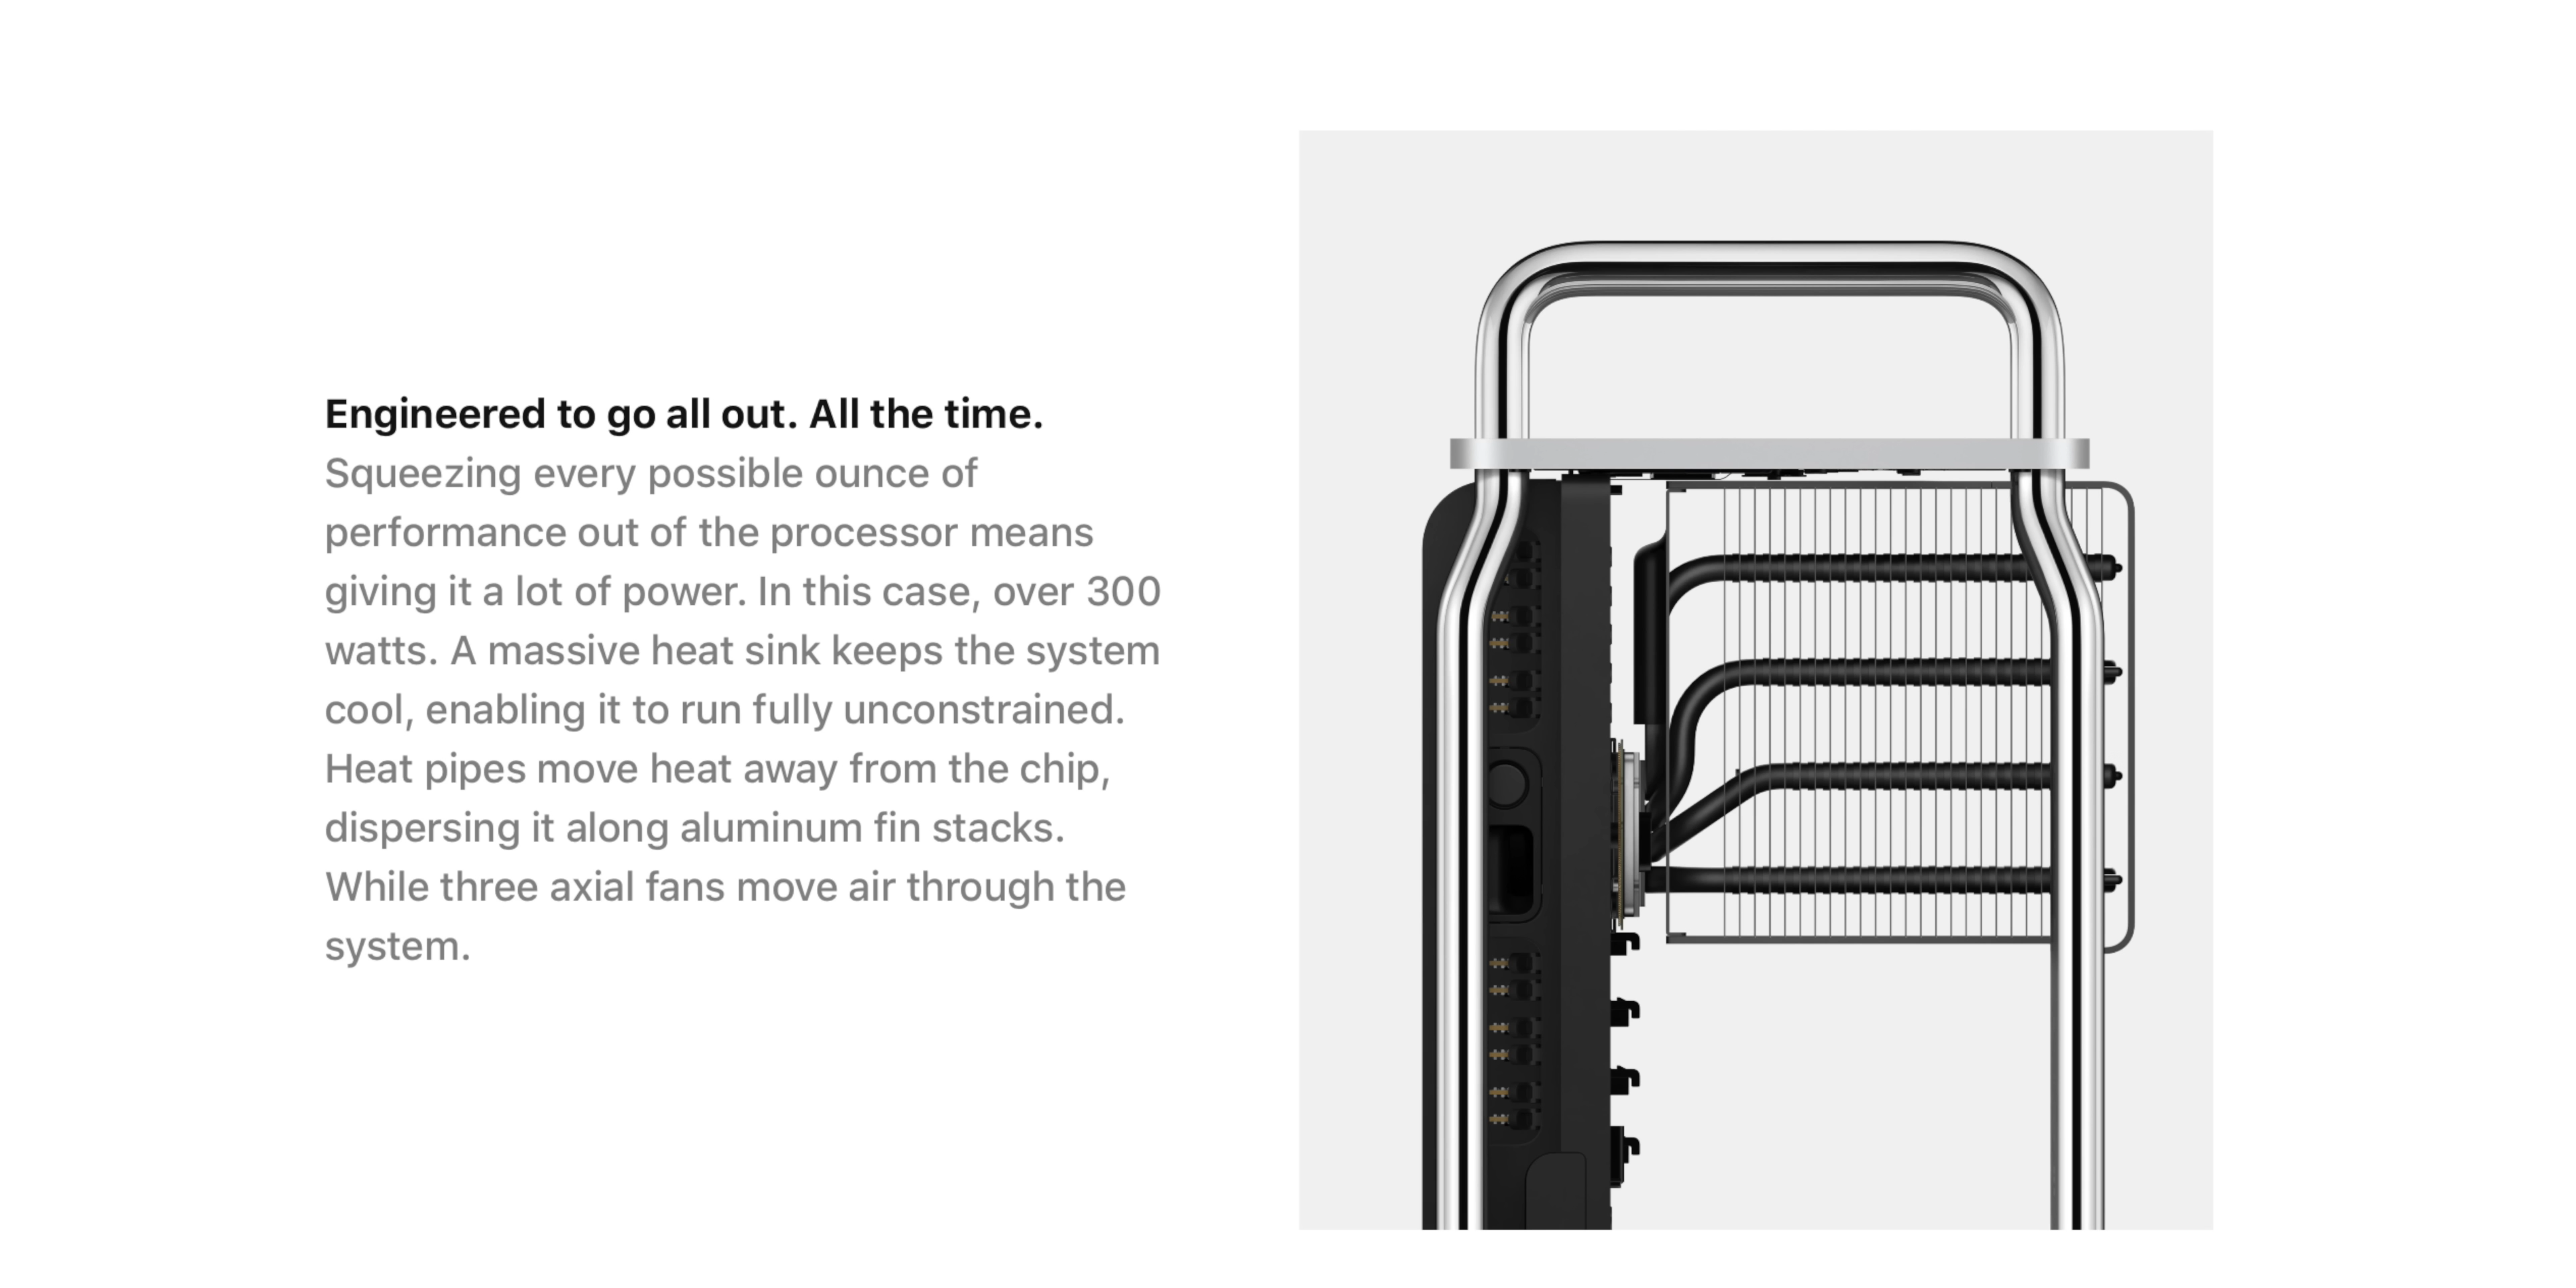 Engineered to go all out. All the time.
Squeezing every possible ounce of
performance out of the processor means
giving it a lot of power. In this case, over 300
watts. A massive heat sink keeps the system
cool, enabling it to run fully unconstrained.
Heat pipes move heat away from the chip,
dispersing it along aluminum fin stacks.
While three axial fans move air through the
system.